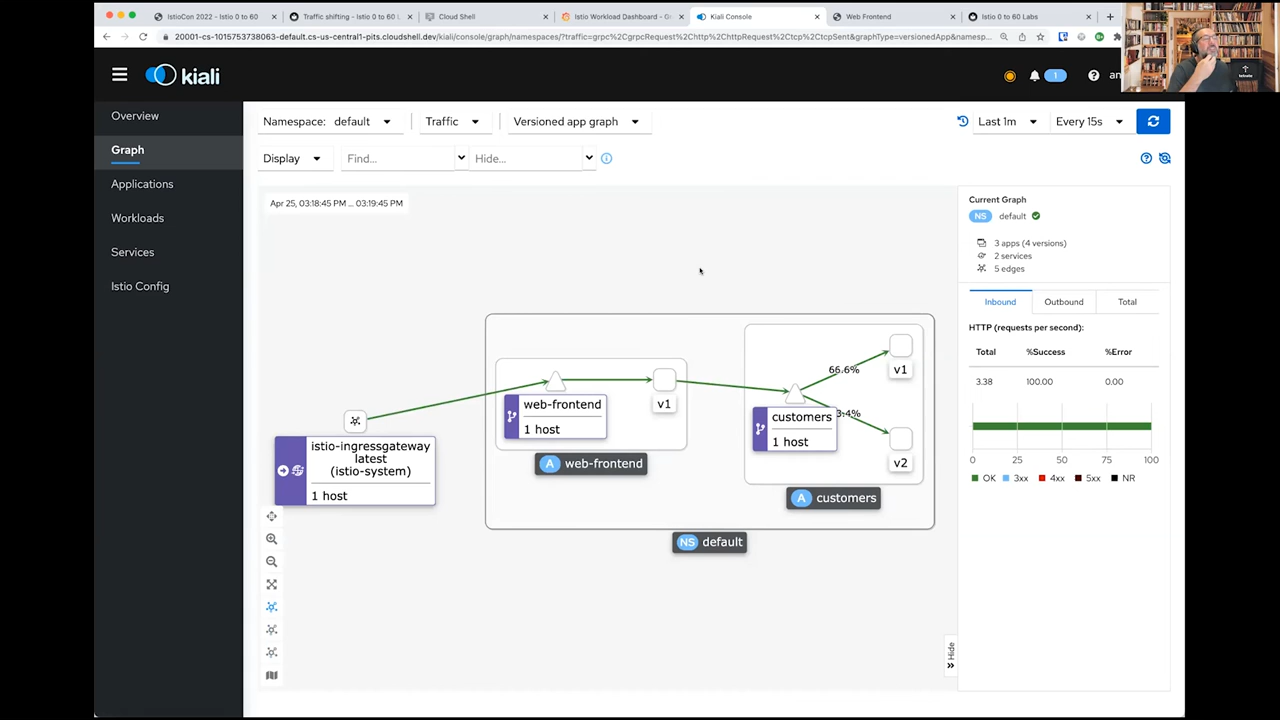 IstioCon 2022 - Istio 0 to 60
Traffic shifting - Istio 0 to 60 L
Cloud Shell
Istio Workload Dashboard - G
Kiali Console
Web Frontend
Istio 0 to 60 Labs
20001-cs-1015753738063-default.cs-us-central1-pits.cloudshell.dev/kiali/console/graph/namespaces/?traffic=grpc%2CgrpcRequest%2Chttp%2ChttpRequest%2Ctcp%2CtcpSent&graphType=versionedApp&namesp...
kiali
1
Overview
Graph
Applications
Workloads
Services
Istio Config
Namespace: default
Traffic
Versioned app graph
Last 1m
Every 15s
Display
Find...
Hide...
Apr 25, 03:18:45 PM ... 03:19:45 PM
istio-ingressgateway
latest
(istio-system)
1 host
web-frontend
1 host
v1
A web-frontend
66.6%
3.4%
customers
1 host
v1
v2
A customers
NS default
Hide
Current Graph
NS default
3 apps (4 versions)
2 services
5 edges
Inbound
Outbound
Total
HTTP (requests per second):
Total %Success %Error
3.38 100.00 0.00
0 25 50 75 100
OK 3xx 4xx 5xx NR